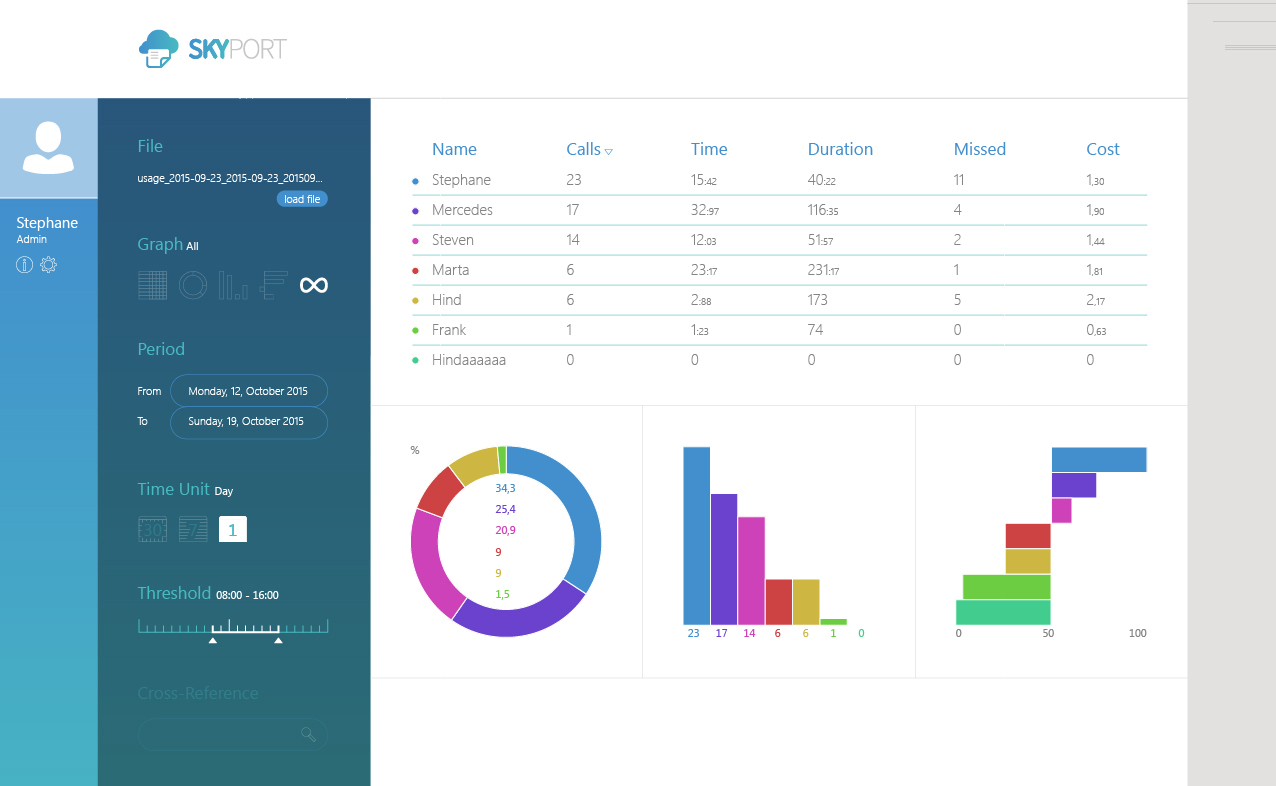 SKYPORT
Stephane
Admin
File
usage_2015-09-23_2015-09-23_201509...
load file
Graph All
Period
From Monday, 12, October 2015
To Sunday, 19, October 2015
Time Unit Day
30 7 1
Threshold 08:00 - 16:00
Cross-Reference
Name Calls Time Duration Missed Cost
Stephane 23 15:42 40:22 11 1,30
Mercedes 17 32:97 116:35 4 1,90
Steven 14 12:03 51:57 2 1,44
Marta 6 23:17 231:17 1 1,81
Hind 6 2:88 173 5 2,17
Frank 1 1:23 74 0 0,63
Hindaaaaaa 0 0 0 0 0
%
34,3
25,4
20,9
9
9
1,5
23 17 14 6 6 1 0
0 50 100